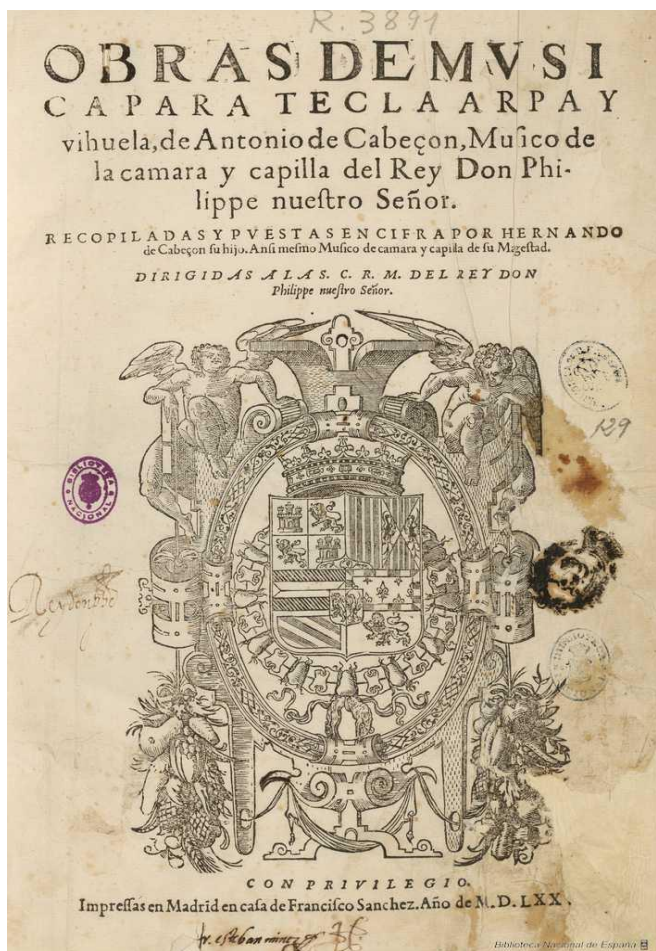 R. 3891
OBRAS DE MVSI
CA PARA TECLA ARPA Y
vihuela, de Antonio de Cabeçon, Musico de
la camara y capilla del Rey Don Phi-
lippe nueſtro Señor.
RECOPILADAS Y PVESTAS EN CIFRA POR HERNANDO
de Cabeçon ſu hijo. Anſi meſmo Muſico de camara y capilla de ſu Mageſtad.
DIRIGIDAS A LA S. C. R. M. DEL REY DON
Philippe nueſtro Señor.
129
BIBLIOTECA NACIONAL
CON PRIVILEGIO.
Impreſſas en Madrid en caſa de Franciſco Sanchez. Año de M. D. LXX.
Biblioteca Nacional de España